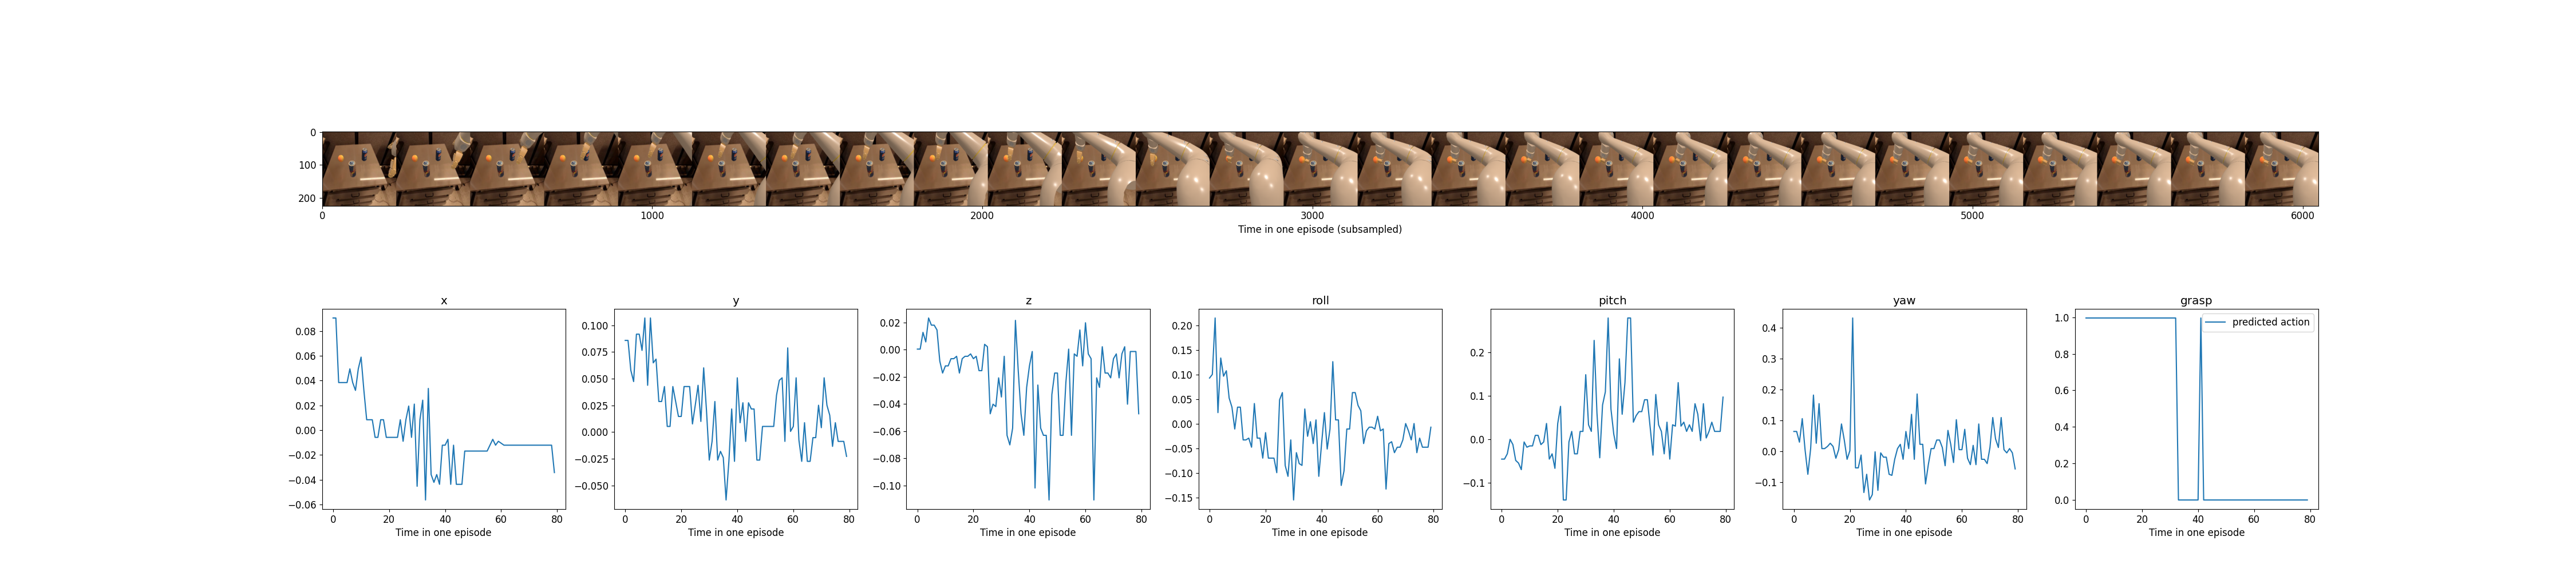 0
100
200
0 1000 2000 3000 4000 5000 6000
Time in one episode (subsampled)
x y z roll pitch yaw grasp
predicted action
0.08
0.06
0.04
0.02
0.00
−0.02
−0.04
−0.06
0 20 40 60 80
Time in one episode
0.100
0.075
0.050
0.025
0.000
−0.025
−0.050
0 20 40 60 80
Time in one episode
0.02
0.00
−0.02
−0.04
−0.06
−0.08
−0.10
0 20 40 60 80
Time in one episode
0.20
0.15
0.10
0.05
0.00
−0.05
−0.10
−0.15
0 20 40 60 80
Time in one episode
0.2
0.1
0.0
−0.1
0 20 40 60 80
Time in one episode
0.4
0.3
0.2
0.1
0.0
−0.1
0 20 40 60 80
Time in one episode
1.0
0.8
0.6
0.4
0.2
0.0
0 20 40 60 80
Time in one episode